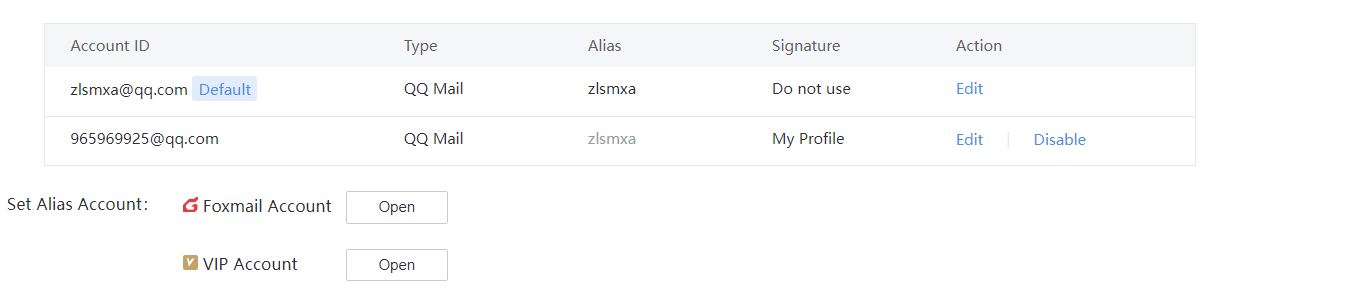 Account ID Type Alias Signature Action
zlsmxa@qq.com Default QQ Mail zlsmxa Do not use Edit
965969925@qq.com QQ Mail zlsmxa My Profile Edit | Disable
Set Alias Account: Foxmail Account Open
VIP Account Open